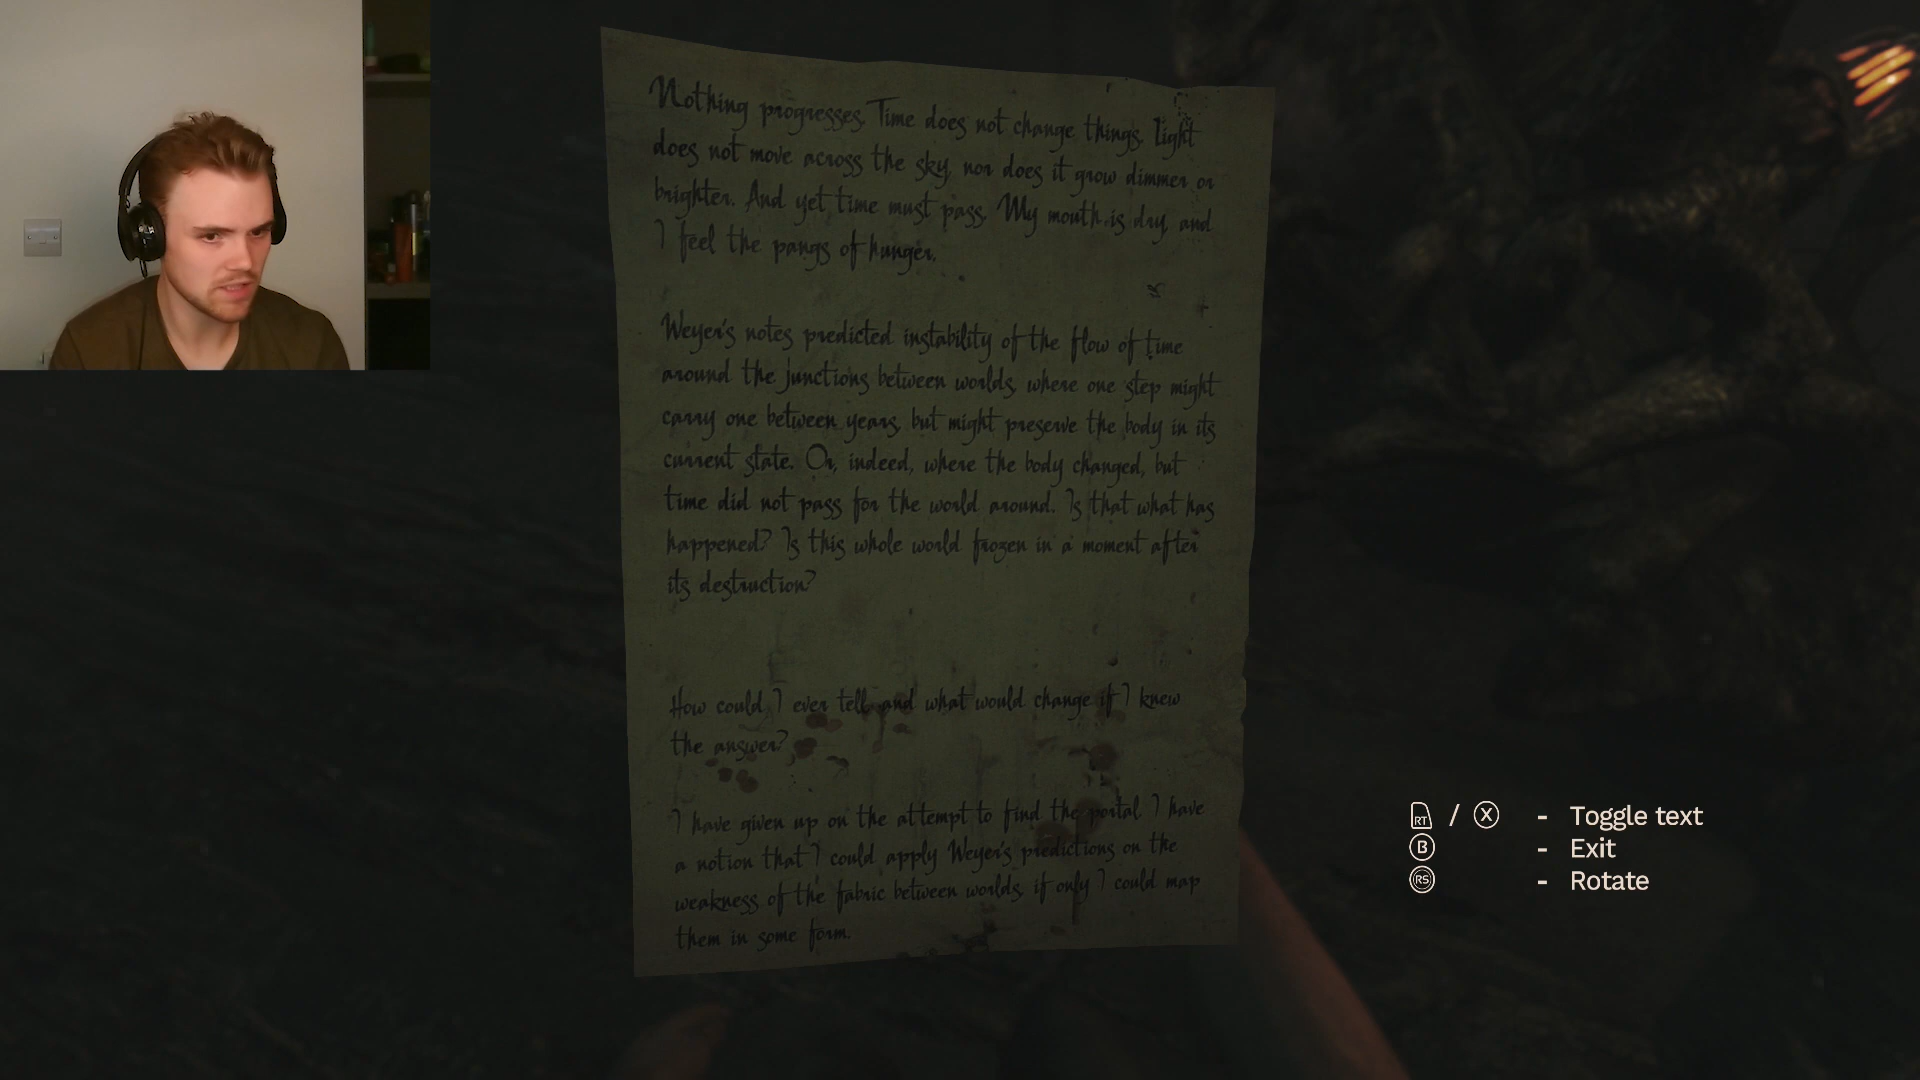 Nothing progresses. Time does not change things. Light
does not move across the sky, nor does it grow dimmer or
brighter. And yet time must pass. My mouth is dry, and
I feel the pangs of hunger.
Weyer's notes predicted instability of the flow of time
around the junctions between worlds, where one step might
carry one between years, but might preserve the body in its
current state. Or, indeed, where the body changed, but
time did not pass for the world around. Is that what has
happened? Is this whole world frozen in a moment after
its destruction?
How could I ever tell, and what would change if I knew
the answer?
I have given up on the attempt to find the portal. I have
a notion that I could apply Weyer's predictions on the
weakness of the fabric between worlds, if only I could map
them in some form.
RT / X - Toggle text
B - Exit
RS - Rotate